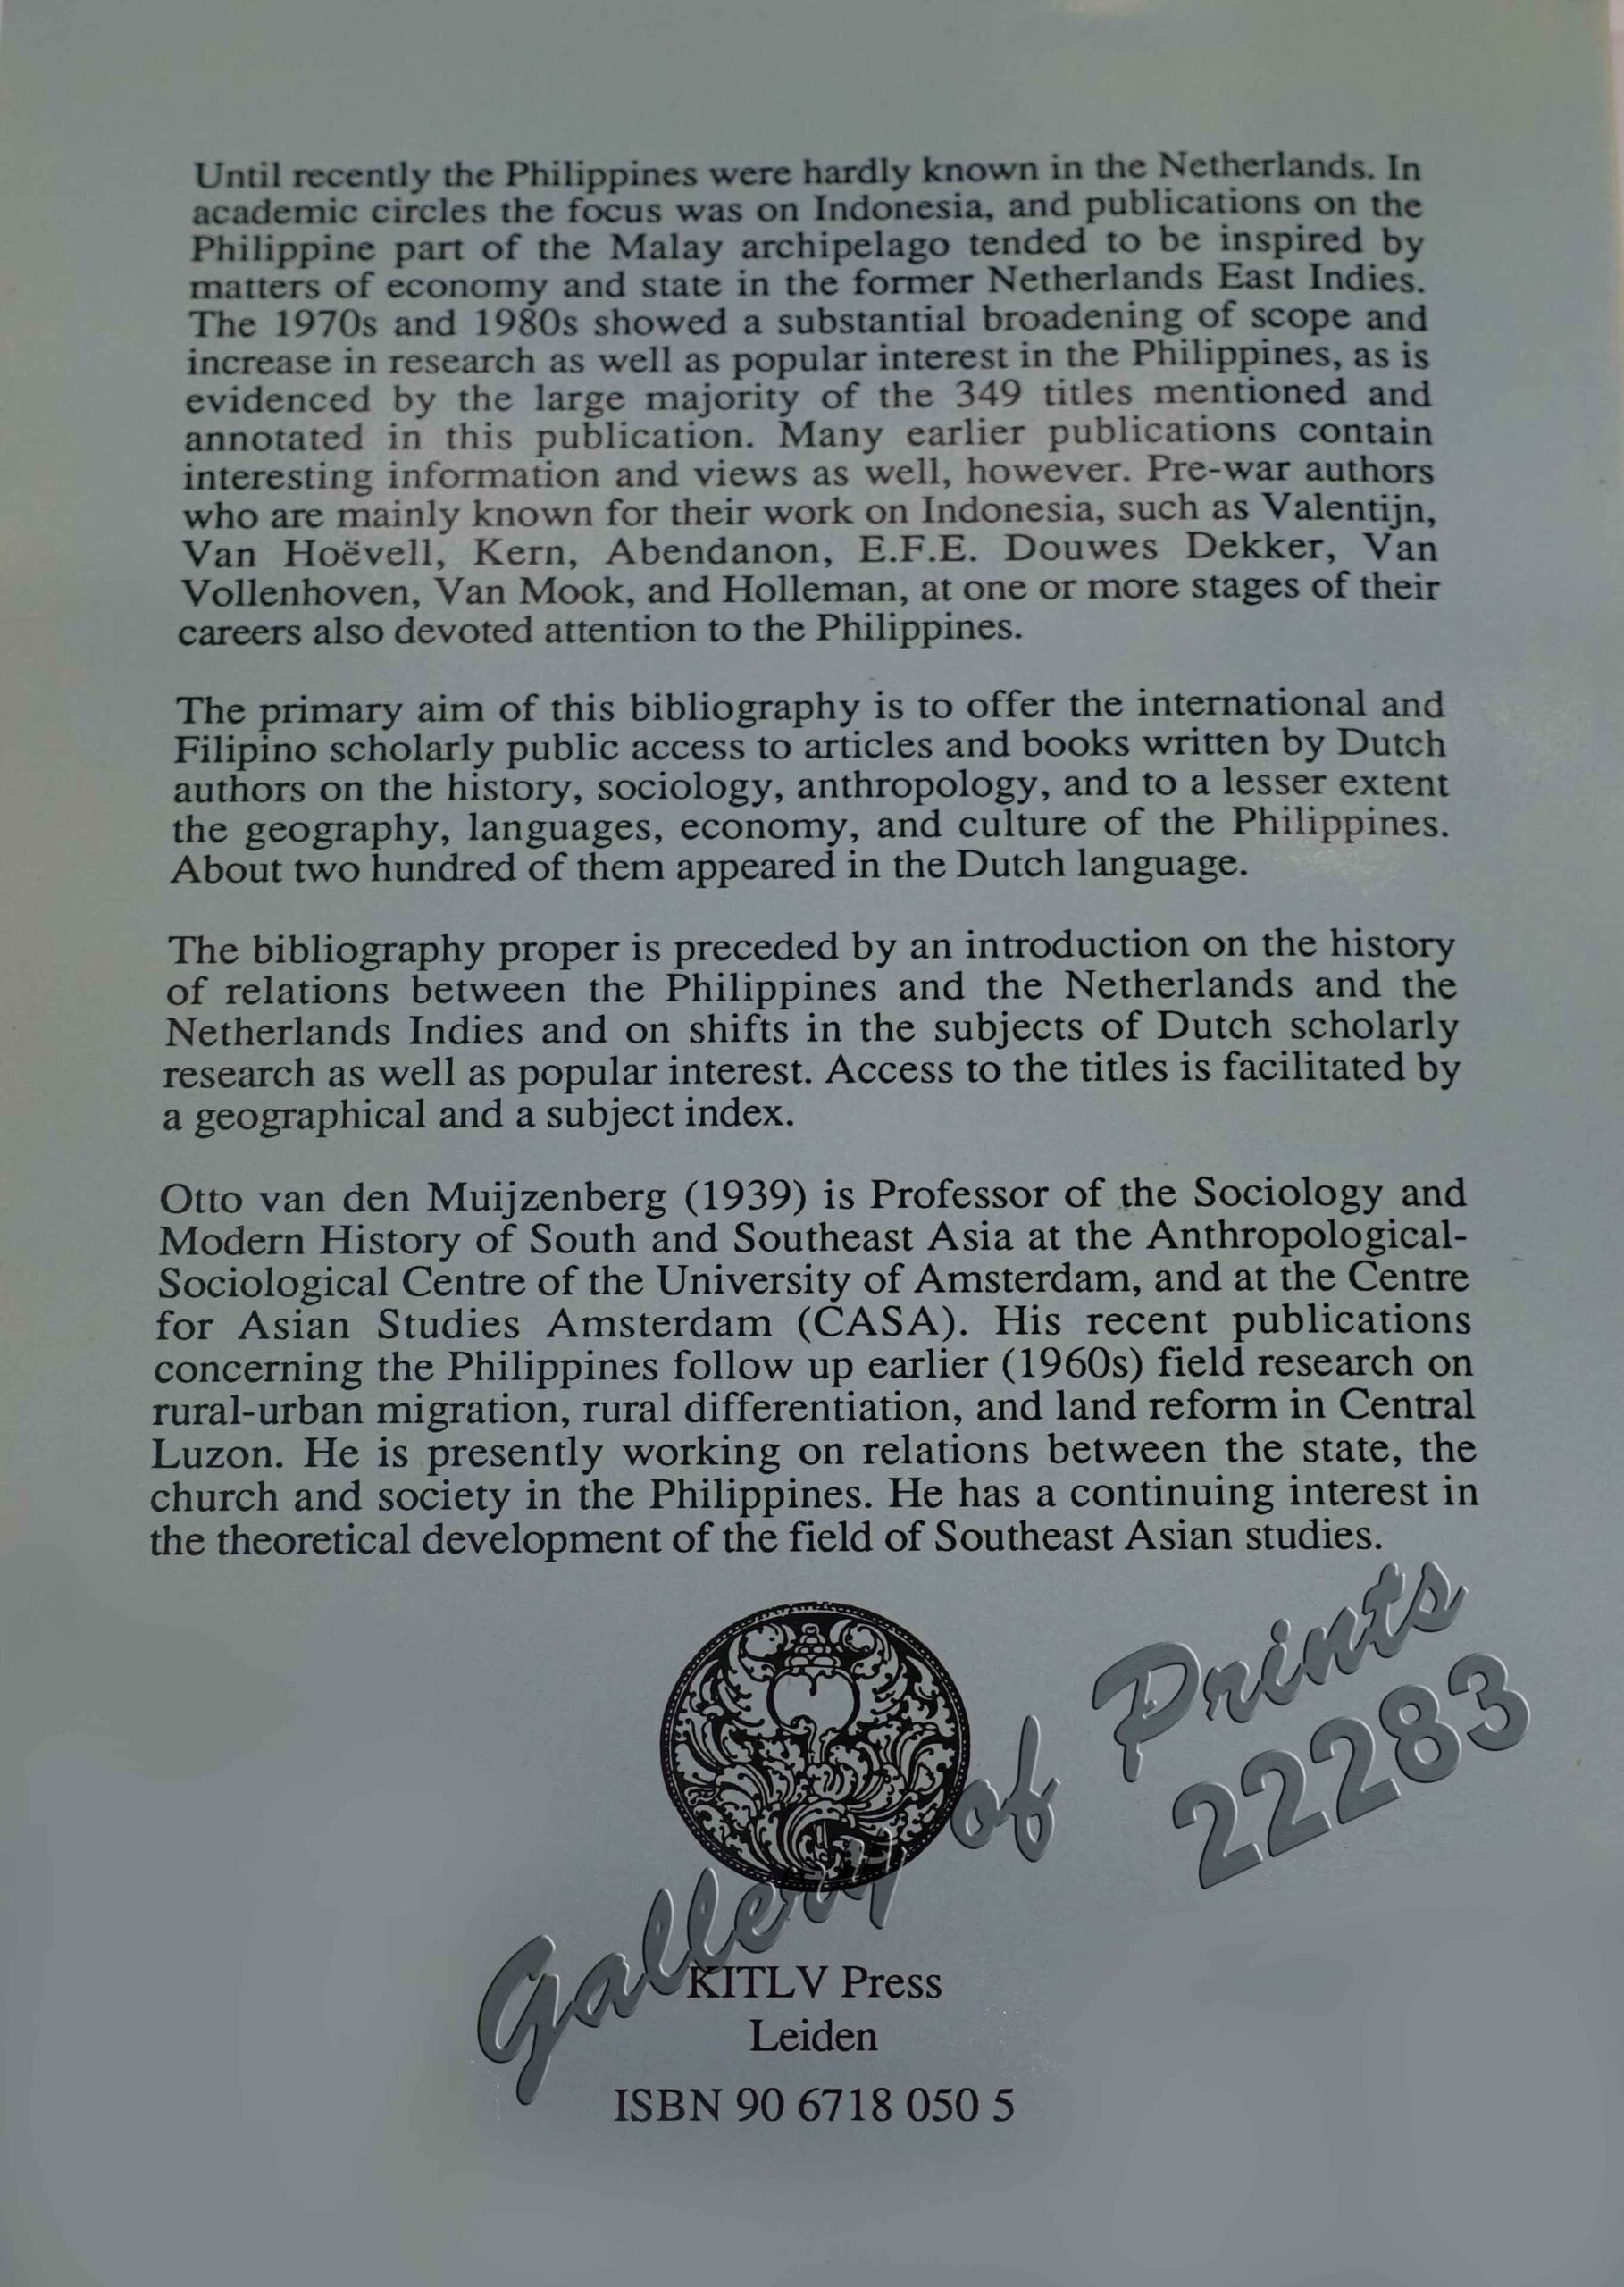 Until recently the Philippines were hardly known in the Netherlands. In
academic circles the focus was on Indonesia, and publications on the
Philippine part of the Malay archipelago tended to be inspired by
matters of economy and state in the former Netherlands East Indies.
The 1970s and 1980s showed a substantial broadening of scope and
increase in research as well as popular interest in the Philippines, as is
evidenced by the large majority of the 349 titles mentioned and
annotated in this publication. Many earlier publications contain
interesting information and views as well, however. Pre-war authors
who are mainly known for their work on Indonesia, such as Valentijn,
Van Hoëvell, Kern, Abendanon, E.F.E. Douwes Dekker, Van
Vollenhoven, Van Mook, and Holleman, at one or more stages of their
careers also devoted attention to the Philippines.
The primary aim of this bibliography is to offer the international and
Filipino scholarly public access to articles and books written by Dutch
authors on the history, sociology, anthropology, and to a lesser extent
the geography, languages, economy, and culture of the Philippines.
About two hundred of them appeared in the Dutch language.
The bibliography proper is preceded by an introduction on the history
of relations between the Philippines and the Netherlands and the
Netherlands Indies and on shifts in the subjects of Dutch scholarly
research as well as popular interest. Access to the titles is facilitated by
a geographical and a subject index.
Otto van den Muijzenberg (1939) is Professor of the Sociology and
Modern History of South and Southeast Asia at the Anthropological-
Sociological Centre of the University of Amsterdam, and at the Centre
for Asian Studies Amsterdam (CASA). His recent publications
concerning the Philippines follow up earlier (1960s) field research on
rural-urban migration, rural differentiation, and land reform in Central
Luzon. He is presently working on relations between the state, the
church and society in the Philippines. He has a continuing interest in
the theoretical development of the field of Southeast Asian studies.
Gallery of Prints
22283
KITLV Press
Leiden
ISBN 90 6718 050 5